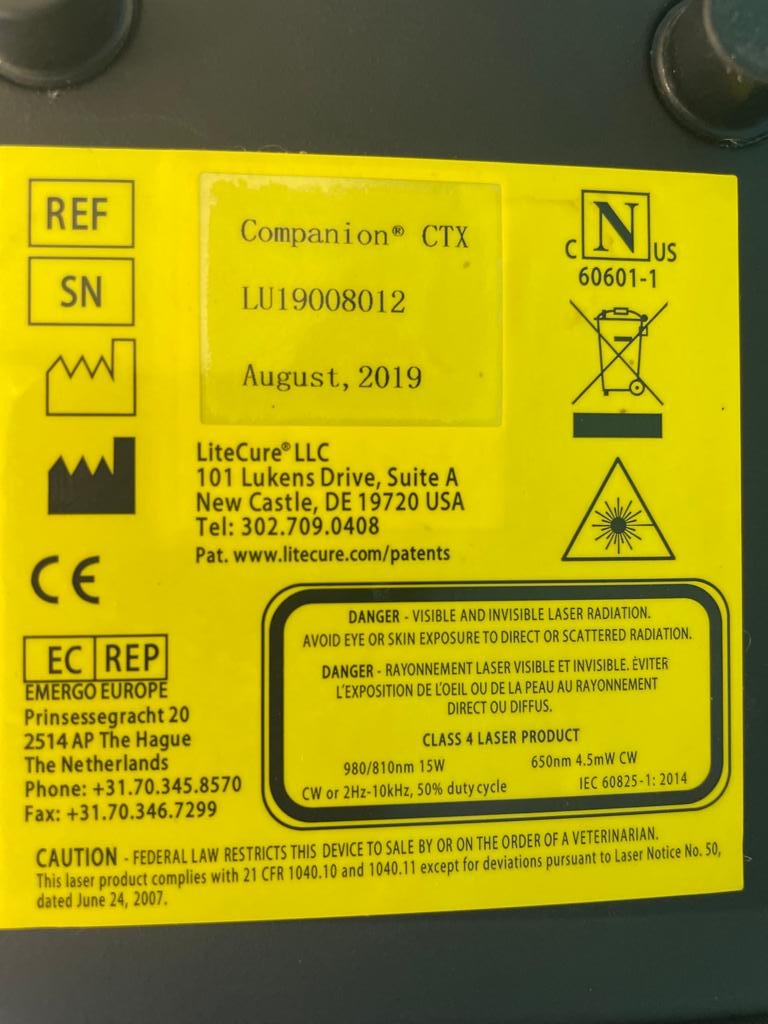 REF
Companion® CTX
SN
LU19008012
August, 2019
C N US
60601-1
LiteCure® LLC
101 Lukens Drive, Suite A
New Castle, DE 19720 USA
Tel: 302.709.0408
Pat. www.litecure.com/patents
CE
EC REP
EMERGO EUROPE
Prinsessegracht 20
2514 AP The Hague
The Netherlands
Phone: +31.70.345.8570
Fax: +31.70.346.7299
DANGER - VISIBLE AND INVISIBLE LASER RADIATION.
AVOID EYE OR SKIN EXPOSURE TO DIRECT OR SCATTERED RADIATION.
DANGER - RAYONNEMENT LASER VISIBLE ET INVISIBLE. ÉVITER
L'EXPOSITION DE L'OEIL OU DE LA PEAU AU RAYONNEMENT
DIRECT OU DIFFUS.
CLASS 4 LASER PRODUCT
980/810nm 15W 650nm 4.5mW CW
CW or 2Hz-10kHz, 50% duty cycle IEC 60825-1: 2014
CAUTION - FEDERAL LAW RESTRICTS THIS DEVICE TO SALE BY OR ON THE ORDER OF A VETERINARIAN.
This laser product complies with 21 CFR 1040.10 and 1040.11 except for deviations pursuant to Laser Notice No. 50,
dated June 24, 2007.